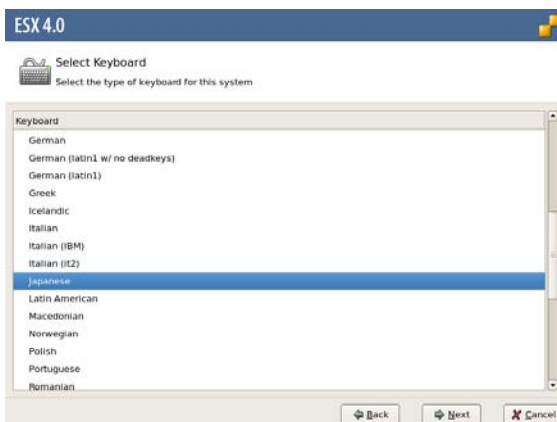 ESX 4.0
Select Keyboard
Select the type of keyboard for this system
Keyboard
German
German (latin1 w/ no deadkeys)
German (latin1)
Greek
Icelandic
Italian
Italian (IBM)
Italian (it2)
Japanese
Latin American
Macedonian
Norwegian
Polish
Portuguese
Romanian
Back Next Cancel